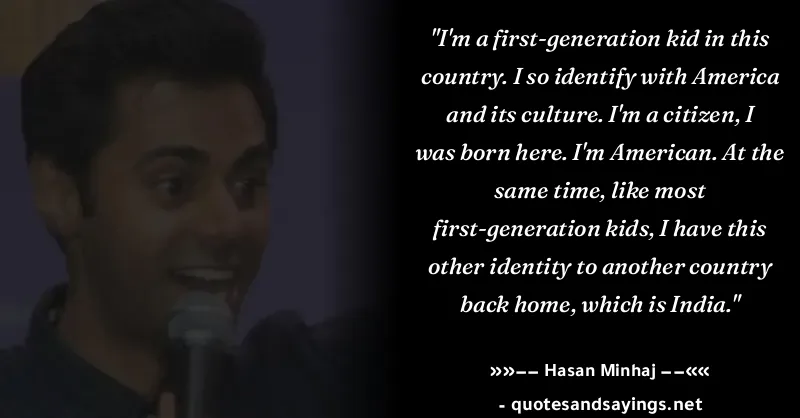 "I'm a first-generation kid in this
country. I so identify with America
and its culture. I'm a citizen, I
was born here. I'm American. At the
same time, like most
first-generation kids, I have this
other identity to another country
back home, which is India."
»»−− Hasan Minhaj −−««
- quotesandsayings.net